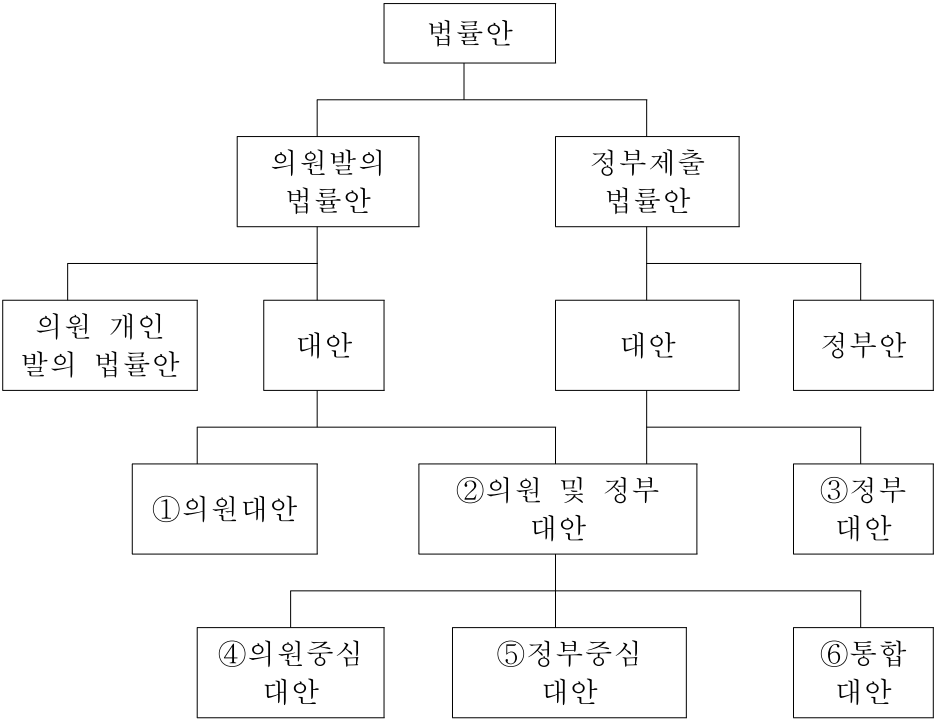 법률안
의원발의
법률안
정부제출
법률안
의원 개인
발의 법률안
대안
대안
정부안
①의원대안
②의원 및 정부
대안
③정부
대안
④의원중심
대안
⑤정부중심
대안
⑥통합
대안